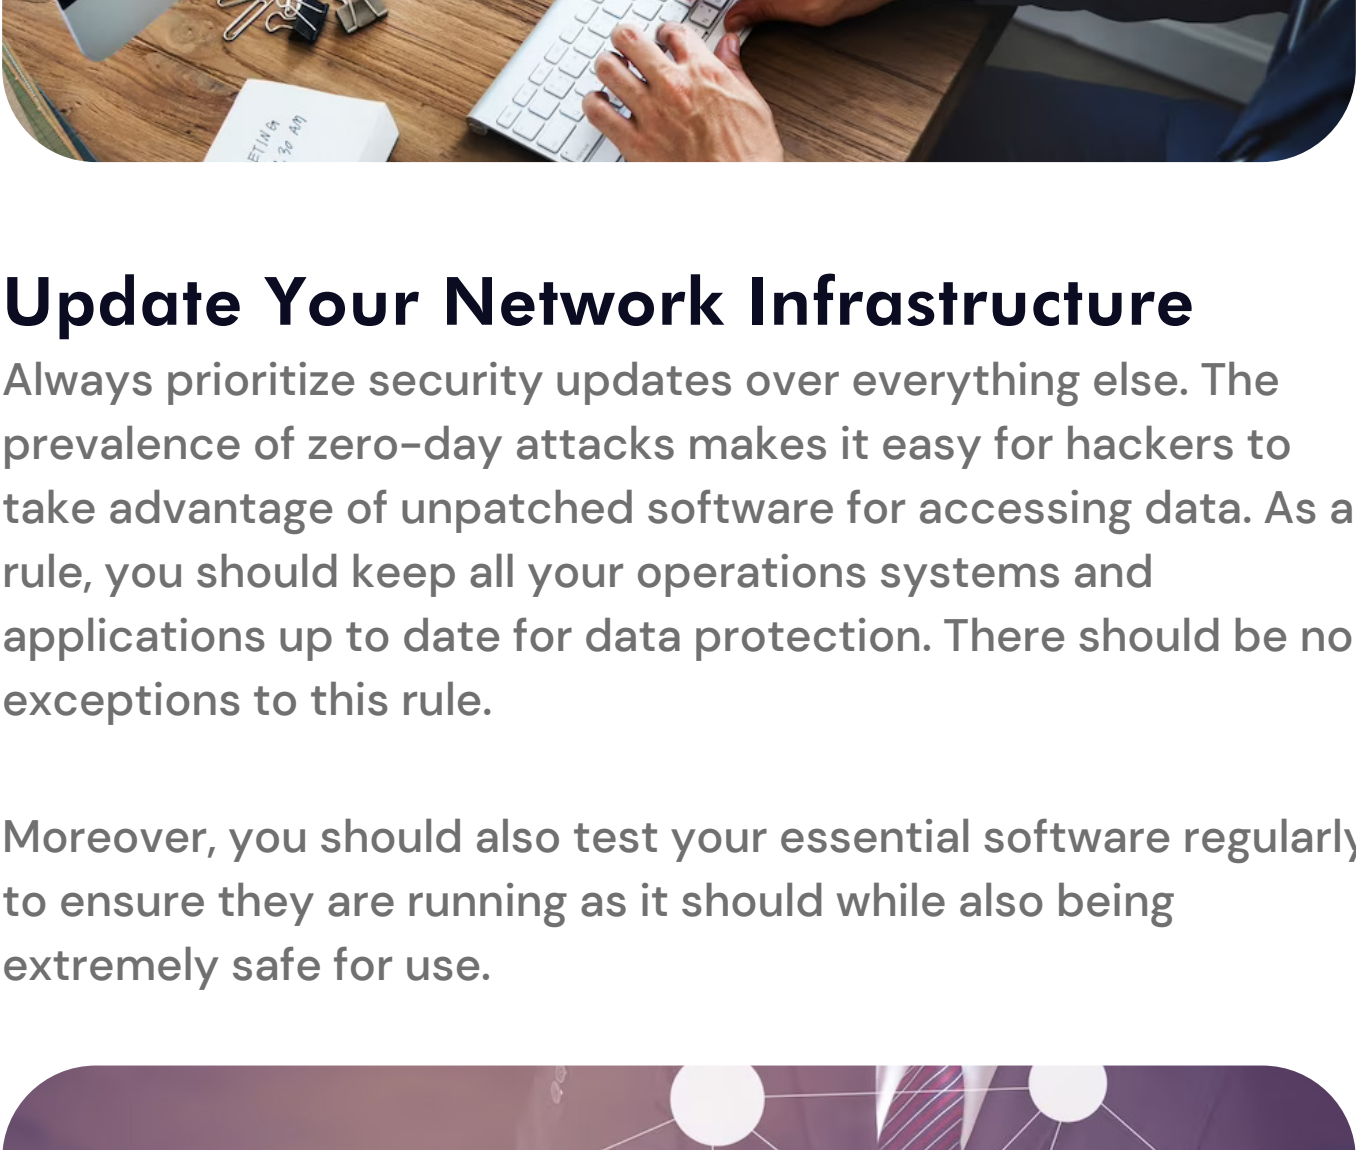 ETING
:30 AM
Update Your Network Infrastructure
Always prioritize security updates over everything else. The
prevalence of zero-day attacks makes it easy for hackers to
take advantage of unpatched software for accessing data. As a
rule, you should keep all your operations systems and
applications up to date for data protection. There should be no
exceptions to this rule.
Moreover, you should also test your essential software regularly
to ensure they are running as it should while also being
extremely safe for use.